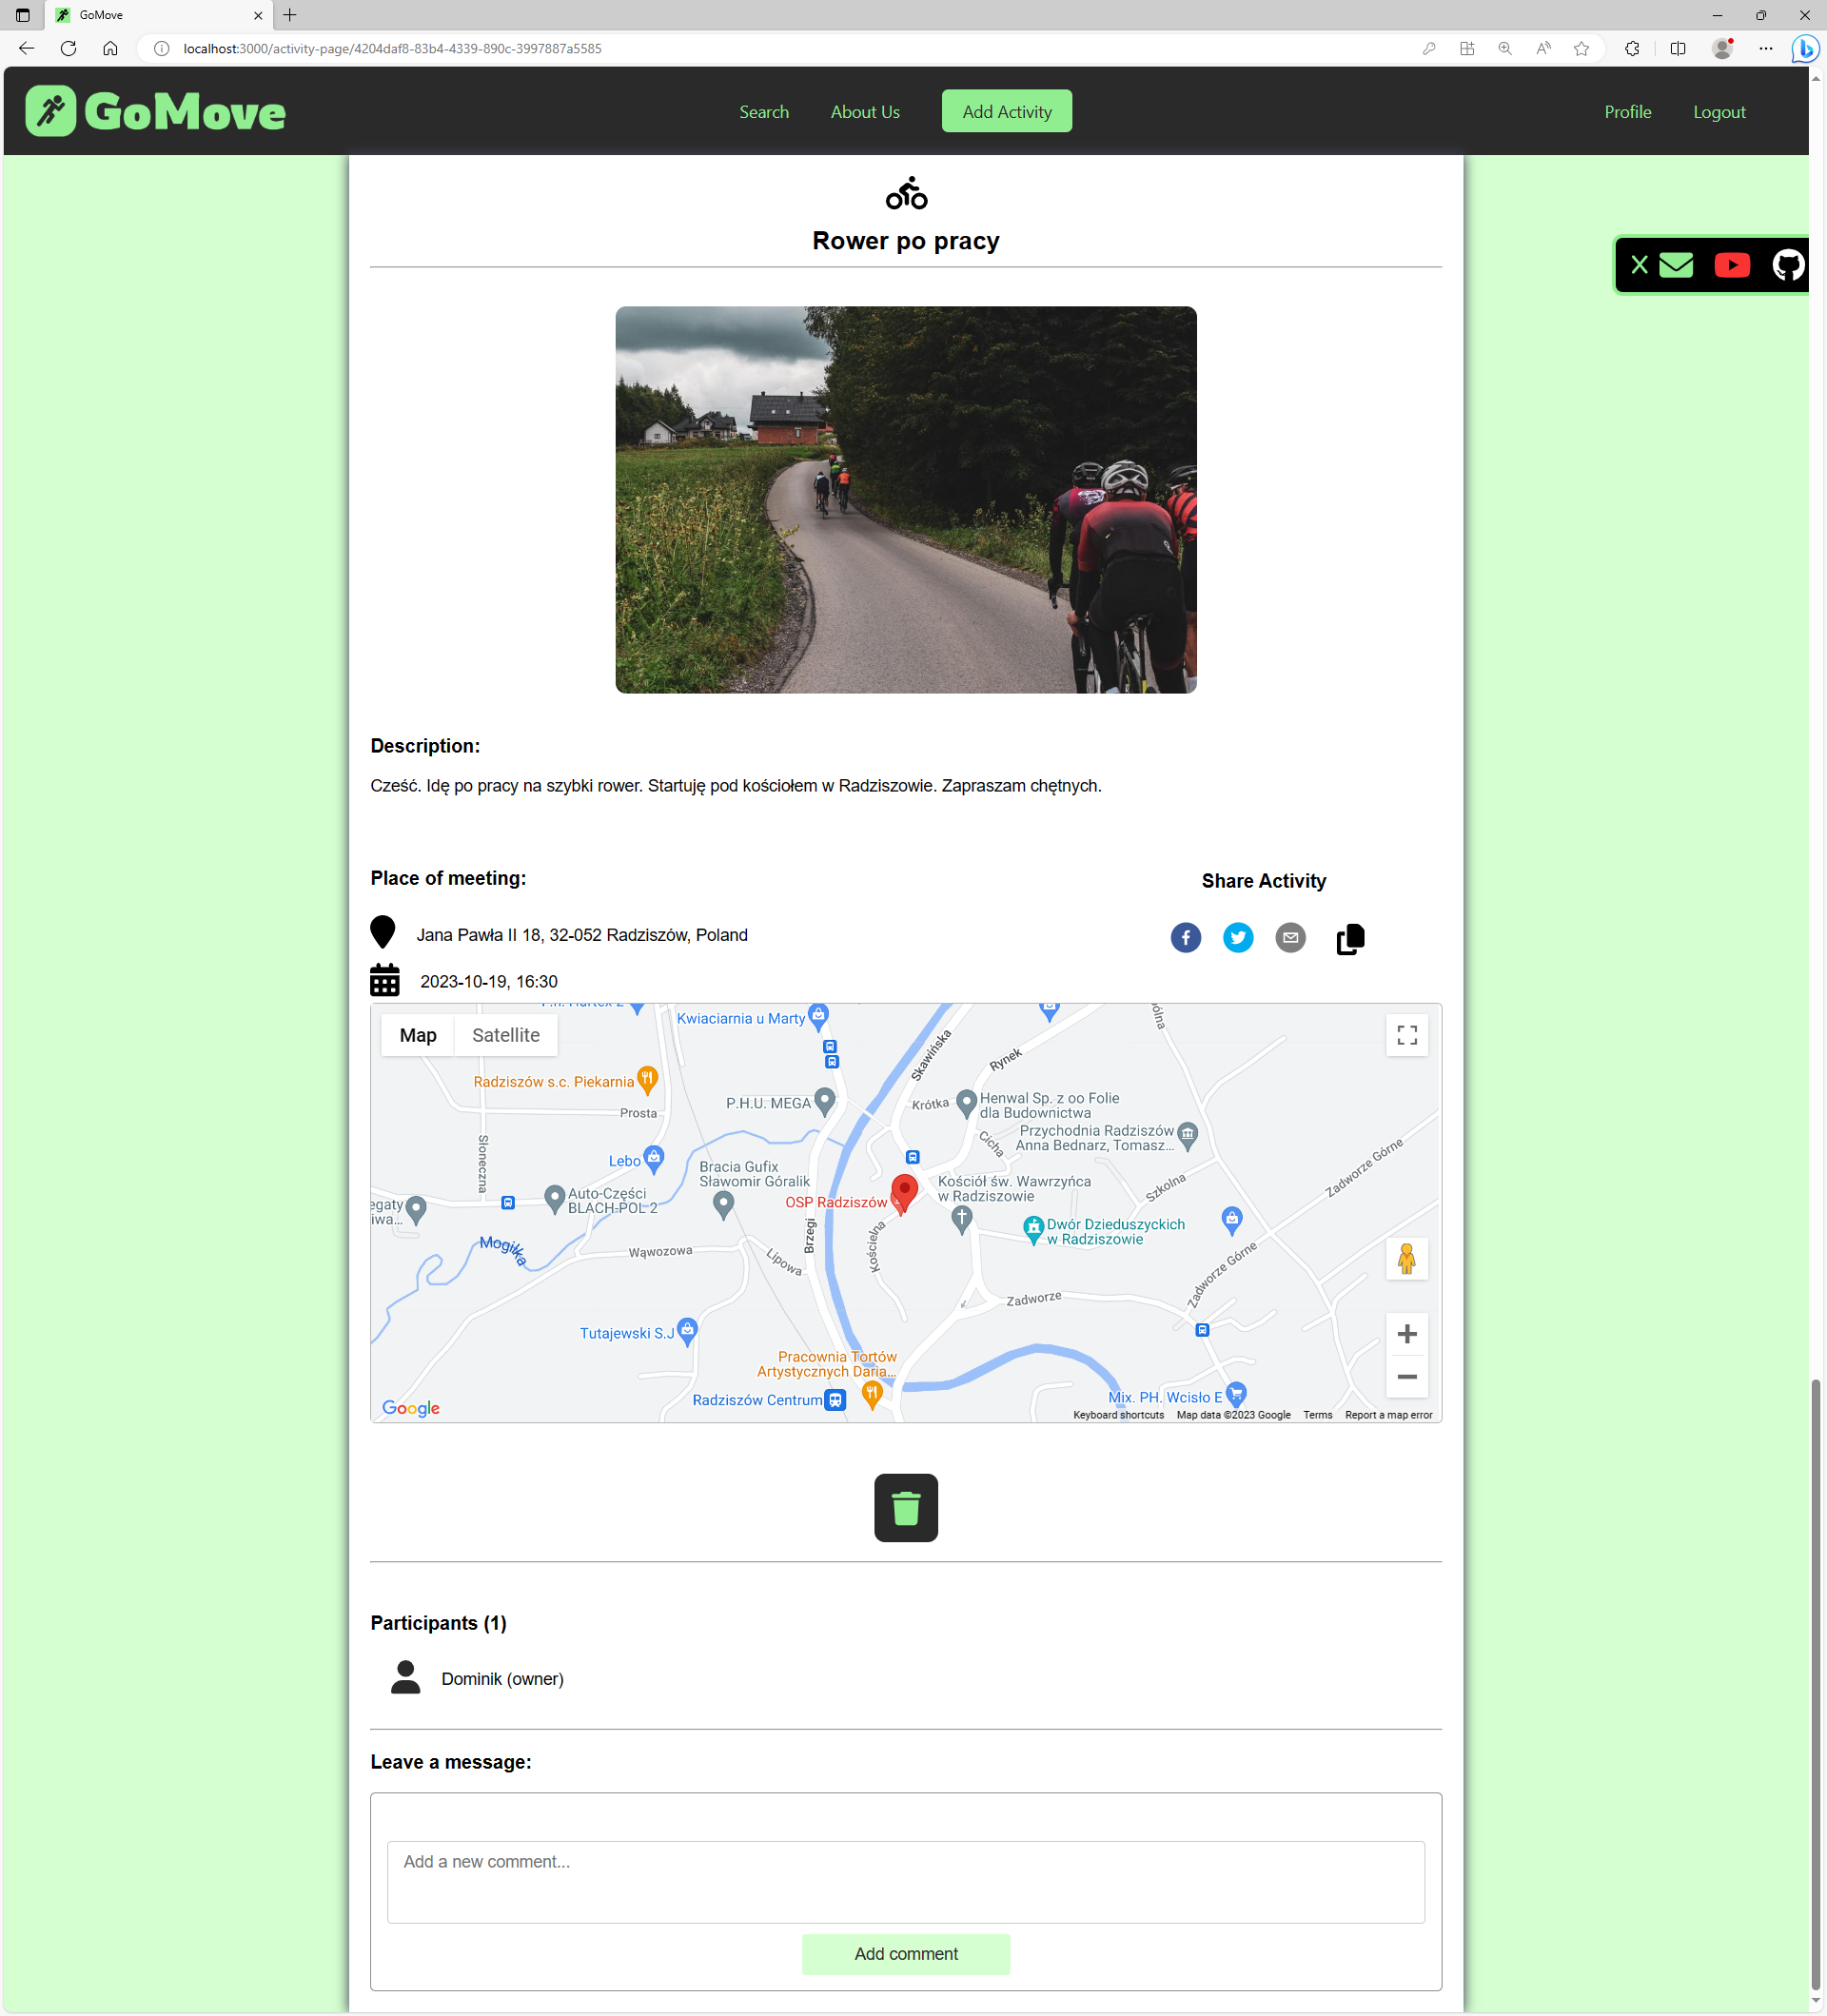 GoMove
localhost:3000/activity-page/4204daf8-83b4-4339-890c-3997887a5585
GoMove
Search
About Us
Add Activity
Profile
Logout
Rower po pracy
X
Description:
Cześć. Idę po pracy na szybki rower. Startuję pod kościołem w Radziszowie. Zapraszam chętnych.
Place of meeting:
Share Activity
Jana Pawła II 18, 32-052 Radziszów, Poland
2023-10-19, 16:30
Map
Satellite
Kwiaciarnia u Marty
Skawińska
Rynek
Radziszów s.c. Piekarnia
Prosta
P.H.U. MEGA
Krótka
Henwal Sp. z oo Folie
dla Budownictwa
Cicha
Przychodnia Radziszów
Anna Bednarz, Tomasz...
Słoneczna
Lebo
Bracia Gufix
Sławomir Góralik
Zadworze Górne
Auto-Części
BLACH-POL 2
OSP Radziszów
Kościół św. Wawrzyńca
w Radziszowie
Szkolna
egaty
iwa...
Dwór Dzieduszyckich
w Radziszowie
Mogiłka
Wąwozowa
Lipowa
Brzegi
Kościelna
Zadworze Górne
Zadworze
Tutajewski S.J
Pracownia Tortów
Artystycznych Daria...
Radziszów Centrum
Mix. PH. Wcisło E
Google
Keyboard shortcuts
Map data ©2023 Google
Terms
Report a map error
Participants (1)
Dominik (owner)
Leave a message:
Add a new comment...
Add comment